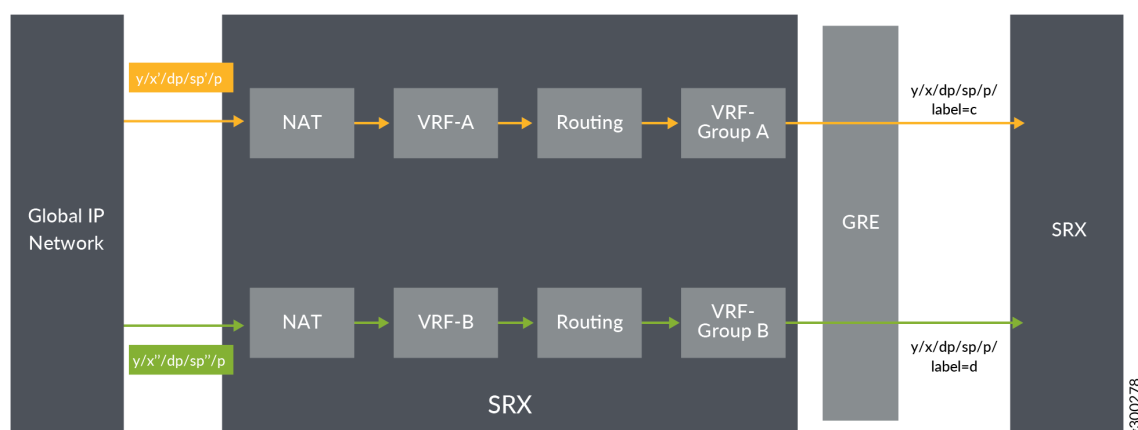 y/x'/dp/sp'/p
NAT
VRF-A
Routing
VRF-
Group A
y/x/dp/sp/p/
label=c
Global IP
Network
GRE
SRX
NAT
VRF-B
Routing
VRF-
Group B
y/x"/dp/sp"/p
y/x/dp/sp/p/
label=d
SRX